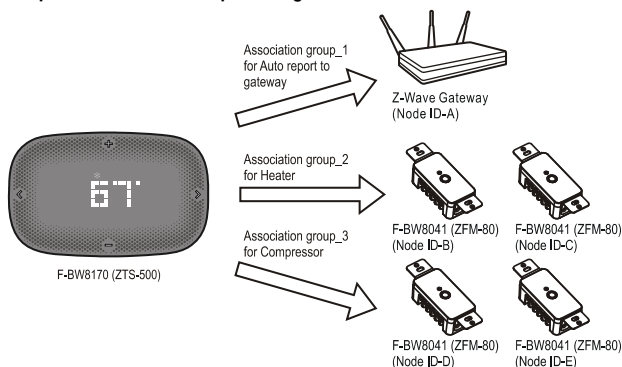 Association group_1
for Auto report to
gateway
Z-Wave Gateway
(Node ID-A)
67°
F-BW8170 (ZTS-500)
Association group_2
for Heater
F-BW8041 (ZFM-80)
(Node ID-B)
F-BW8041 (ZFM-80)
(Node ID-C)
Association group_3
for Compressor
F-BW8041 (ZFM-80)
(Node ID-D)
F-BW8041 (ZFM-80)
(Node ID-E)